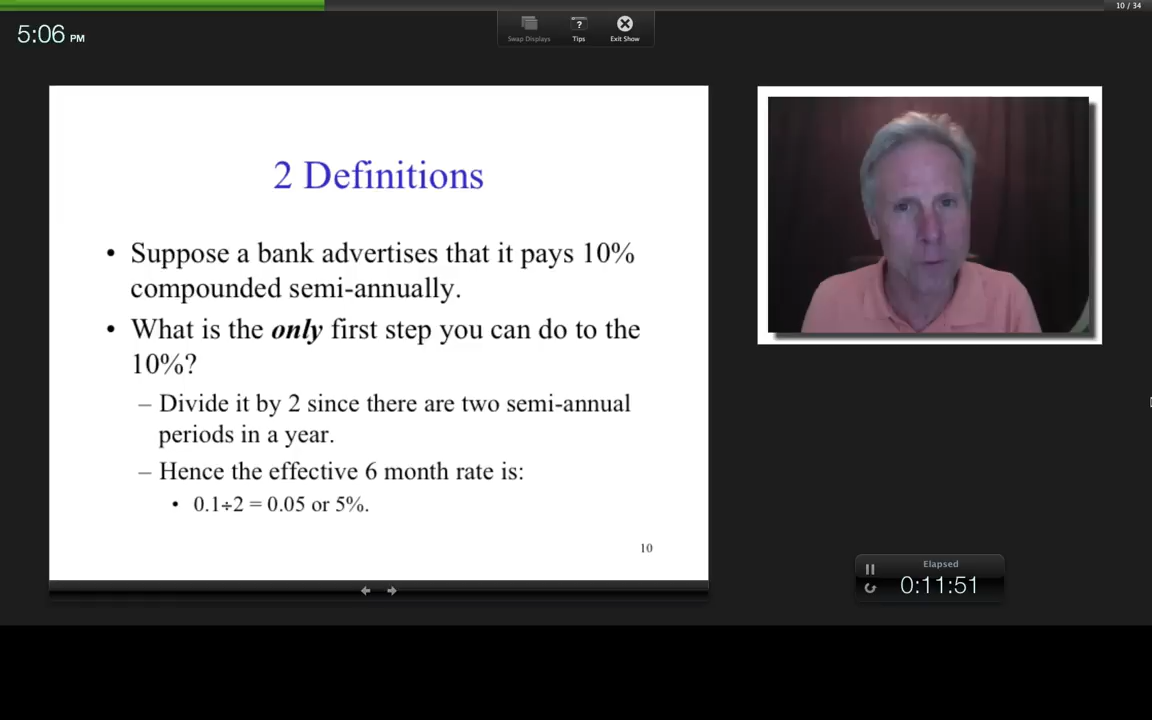 10 / 34
5:06 PM
Swap Displays
?
Tips
Exit Show
2 Definitions
• Suppose a bank advertises that it pays 10%
compounded semi-annually.
• What is the only first step you can do to the
10%?
– Divide it by 2 since there are two semi-annual
periods in a year.
– Hence the effective 6 month rate is:
• 0.1÷2 = 0.05 or 5%.
10
Elapsed
0:11:51